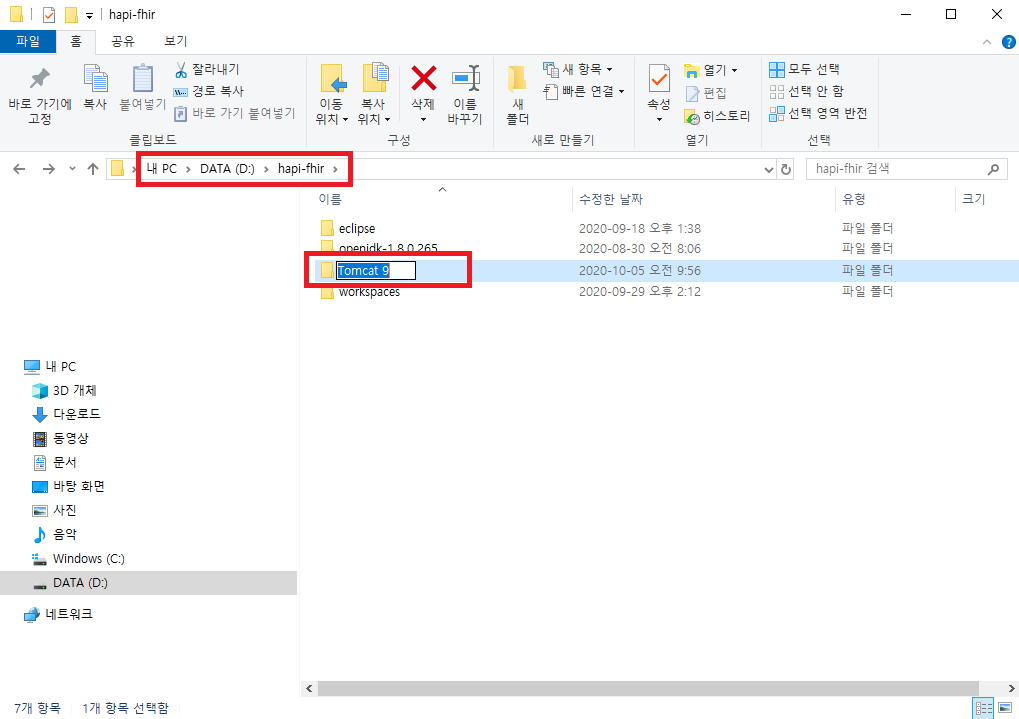 hapi-fhir
파일 홈 공유 보기
바로 가기에 고정
복사
붙여넣기
잘라내기
경로 복사
바로 가기 붙여넣기
클립보드
이동 위치
복사 위치
삭제
이름 바꾸기
구성
새 폴더
새 항목
빠른 연결
새로 만들기
속성
열기
편집
히스토리
열기
모두 선택
선택 안 함
선택 영역 반전
선택
내 PC > DATA (D:) > hapi-fhir >
hapi-fhir 검색
이름 수정한 날짜 유형 크기
eclipse 2020-09-18 오후 1:38 파일 폴더
openjdk-1.8.0.265 2020-08-30 오전 8:06 파일 폴더
Tomcat 9 2020-10-05 오전 9:56 파일 폴더
workspaces 2020-09-29 오후 2:12 파일 폴더
내 PC
3D 개체
다운로드
동영상
문서
바탕 화면
사진
음악
Windows (C:)
DATA (D:)
네트워크
7개 항목 1개 항목 선택함